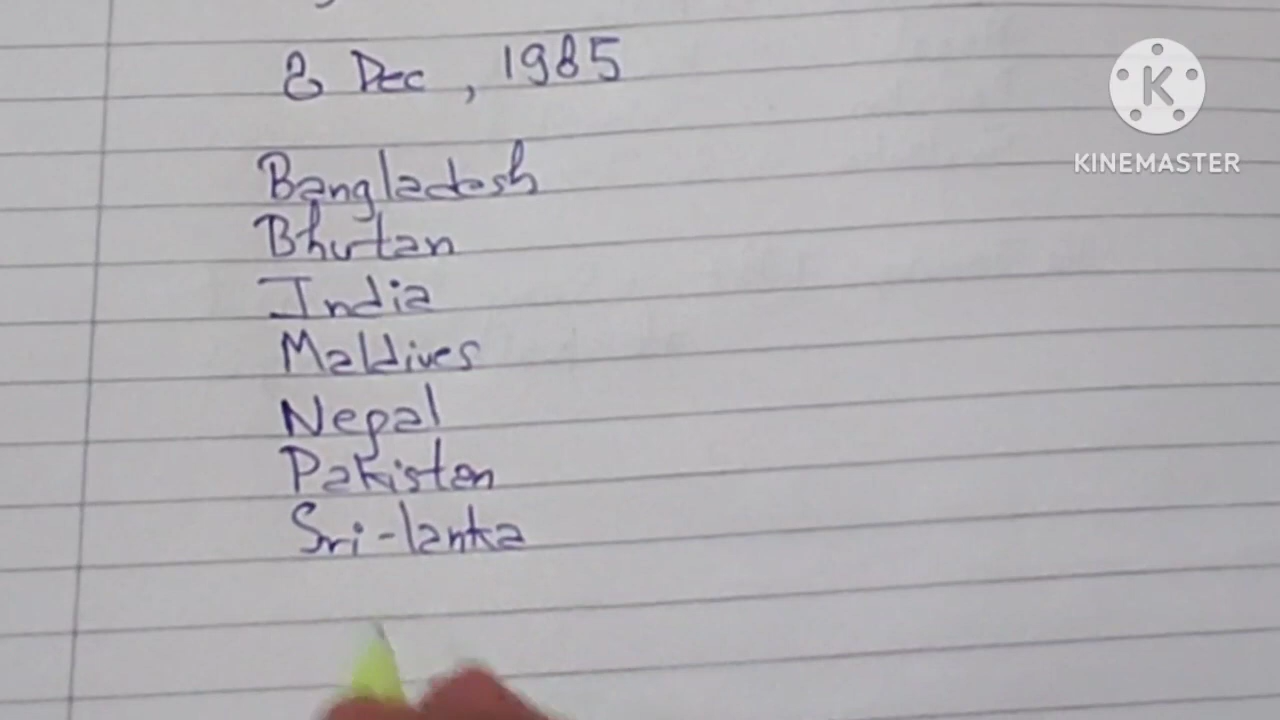 8 Dec, 1985
KINEMASTER
Bangladesh
Bhutan
India
Maldives
Nepal
Pakistan
Sri-lanka